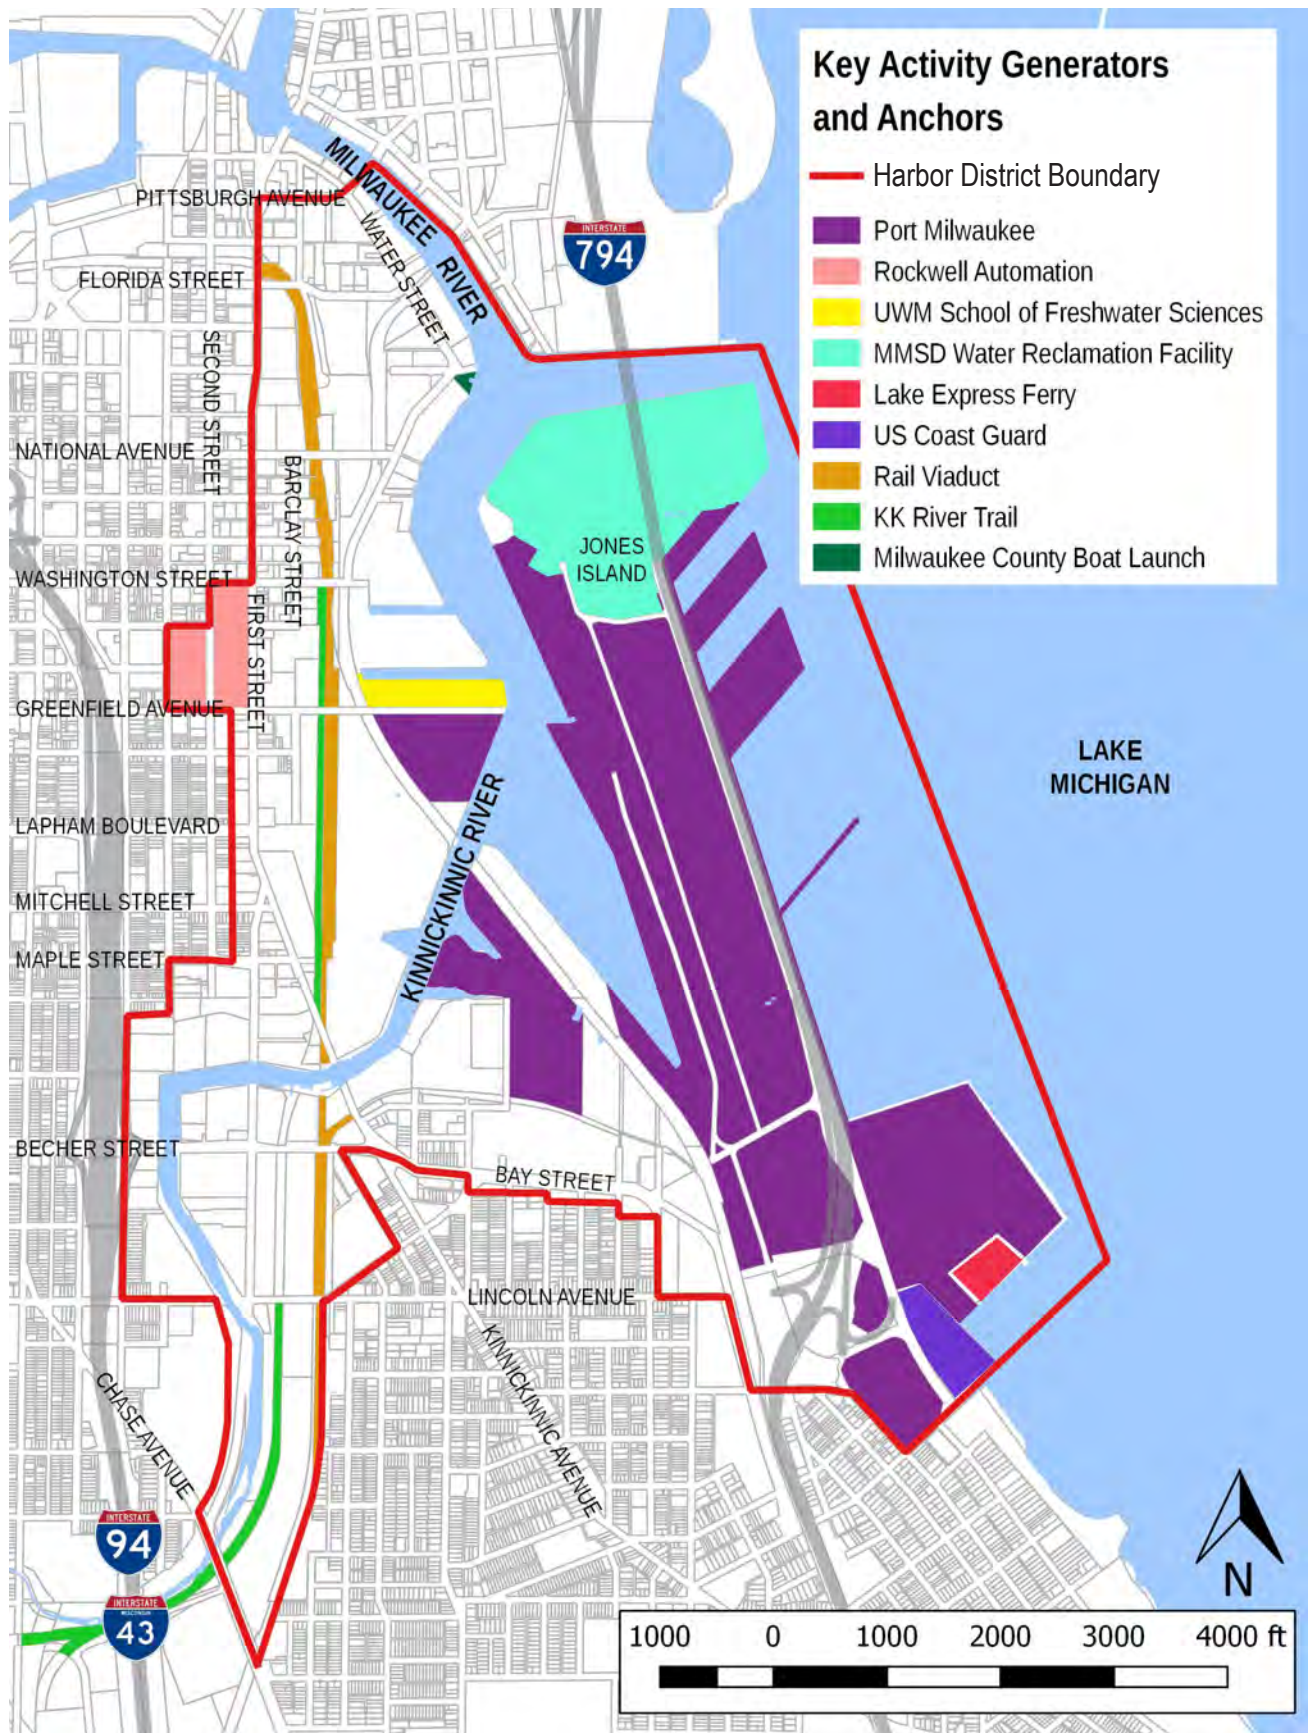 Key Activity Generators
and Anchors
Harbor District Boundary
Port Milwaukee
Rockwell Automation
UWM School of Freshwater Sciences
MMSD Water Reclamation Facility
Lake Express Ferry
US Coast Guard
Rail Viaduct
KK River Trail
Milwaukee County Boat Launch
MILWAUKEE RIVER
PITTSBURGH AVENUE
WATER STREET
INTERSTATE
794
FLORIDA STREET
SECOND STREET
NATIONAL AVENUE
BARCLAY STREET
JONES
ISLAND
WASHINGTON STREET
FIRST STREET
GREENFIELD AVENUE
LAKE
MICHIGAN
LAPHAM BOULEVARD
KINNICKINNIC RIVER
MITCHELL STREET
MAPLE STREET
BECHER STREET
BAY STREET
LINCOLN AVENUE
KINNICKINNIC AVENUE
CHASE AVENUE
INTERSTATE
94
INTERSTATE
WISCONSIN
43
N
1000 0 1000 2000 3000 4000 ft